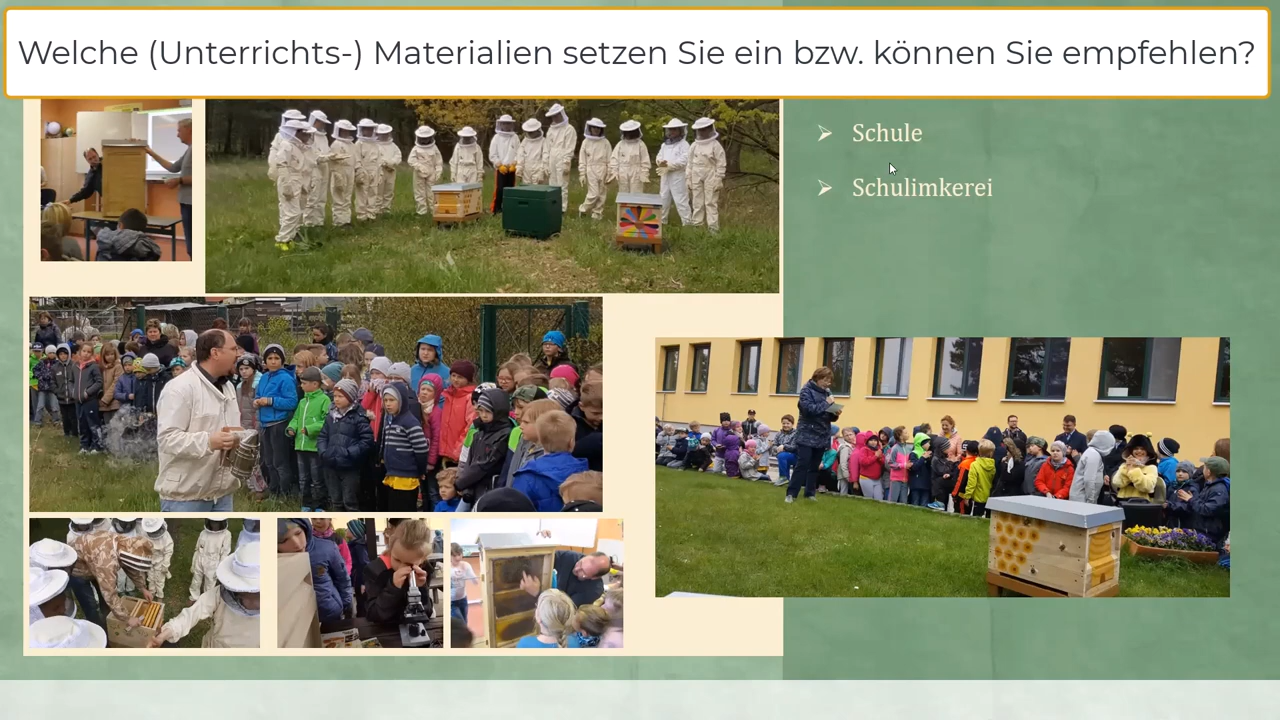 Welche (Unterrichts-) Materialien setzen Sie ein bzw. können Sie empfehlen?
➢ Schule
➢ Schulimkerei